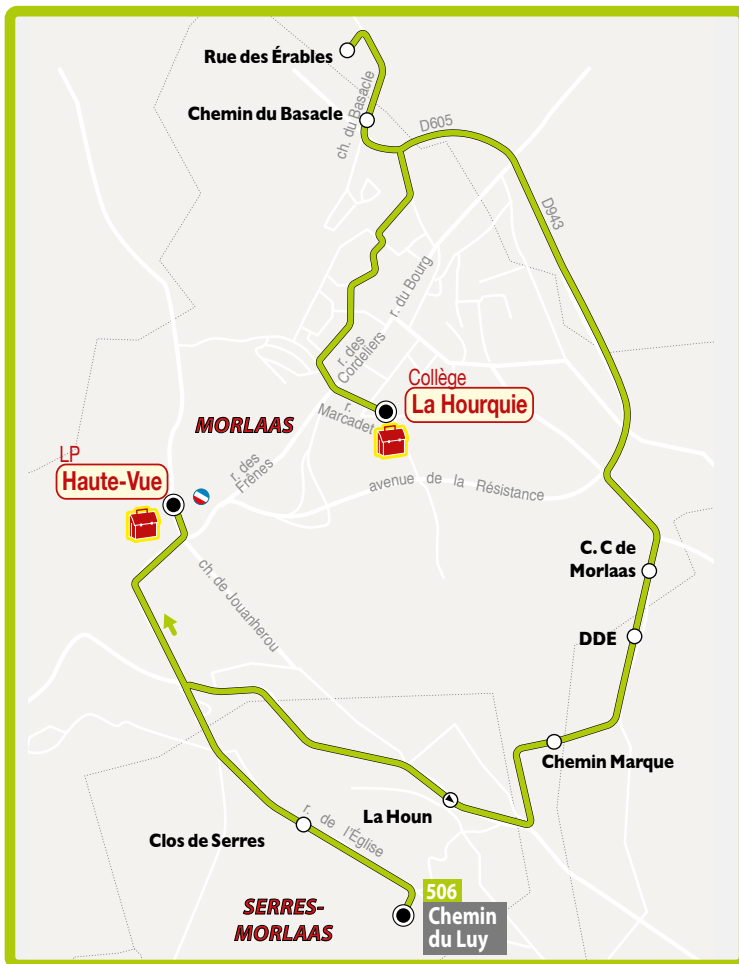 Rue des Érables
Chemin du Basacle
ch. du Basacle
D605
D943
r. du Bourg
r. des
Cordeliers
Collège
La Hourquie
r.
Marcadet
MORLAAS
LP
Haute-Vue
r. des
Frênes
avenue de la Résistance
C. C de
Morlaas
ch. de Jouanherou
DDE
Chemin Marque
La Houn
r. de l'Église
Clos de Serres
506
Chemin
du Luy
SERRES-
MORLAAS